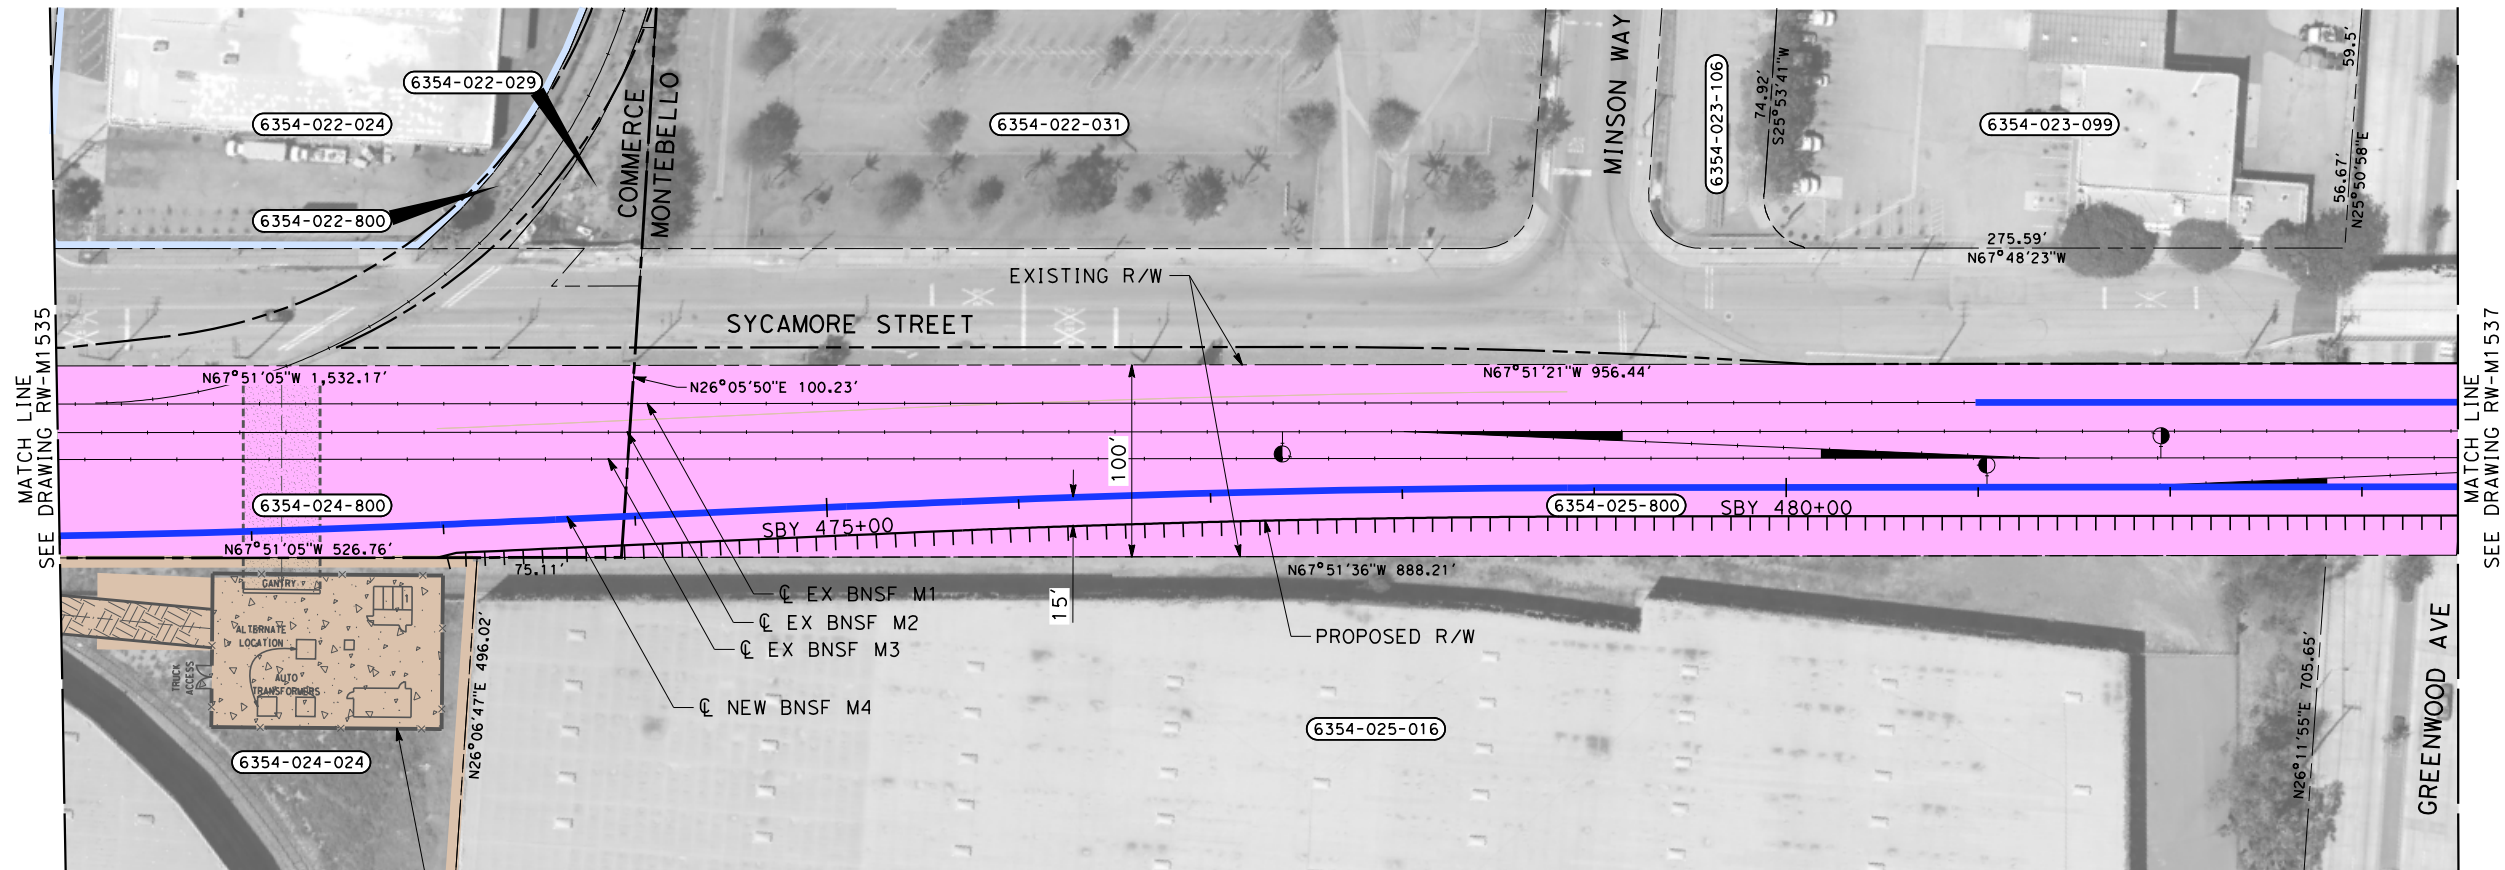 6354-022-029
6354-022-024
6354-022-800
COMMERCE
MONTEBELLO
6354-022-031
MINSON WAY
6354-023-106
74.92'
S25°53'41"W
6354-023-099
59.5'
56.67'
N25°50'58"E
275.59'
N67°48'23"W
EXISTING R/W
SYCAMORE STREET
MATCH LINE
SEE DRAWING RW-M1535
MATCH LINE
SEE DRAWING RW-M1537
N67°51'05"W 1,532.17'
N26°05'50"E 100.23'
N67°51'21"W 956.44'
100'
6354-024-800
6354-025-800
SBY 475+00
SBY 480+00
N67°51'05"W 526.76'
75.11'
N67°51'36"W 888.21'
GANTRY
℄ EX BNSF M1
℄ EX BNSF M2
℄ EX BNSF M3
℄ NEW BNSF M4
15'
PROPOSED R/W
ALTERNATE
LOCATION
TRUCK
ACCESS
AUTO
TRANSFORMERS
N26°06'47"E 496.02'
6354-024-024
6354-025-016
N26°11'55"E 705.65'
GREENWOOD AVE